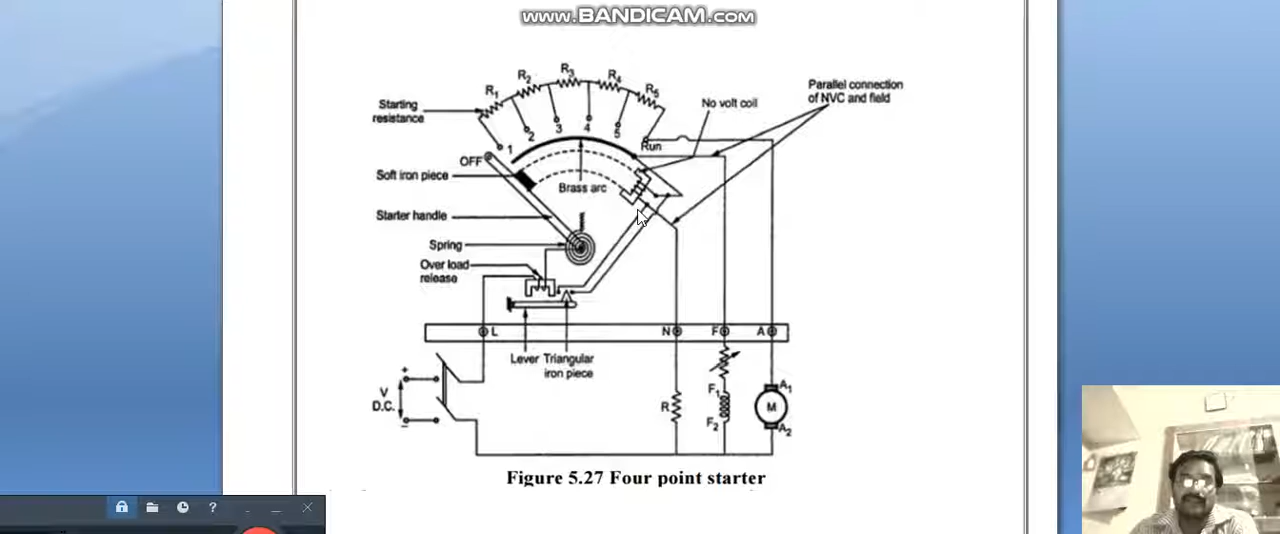 WWW.BANDICAM.COM
R1
R2
R3
R4
R5
Starting
resistance
No volt coil
Parallel connection
of NVC and field
1
2
3
4
5
Run
OFF
Soft iron piece
Brass arc
Starter handle
Spring
Over load
release
L
N
F
A
Lever
Triangular
iron piece
+
V
D.C.
–
R
F1
F2
M
A1
A2
Figure 5.27 Four point starter